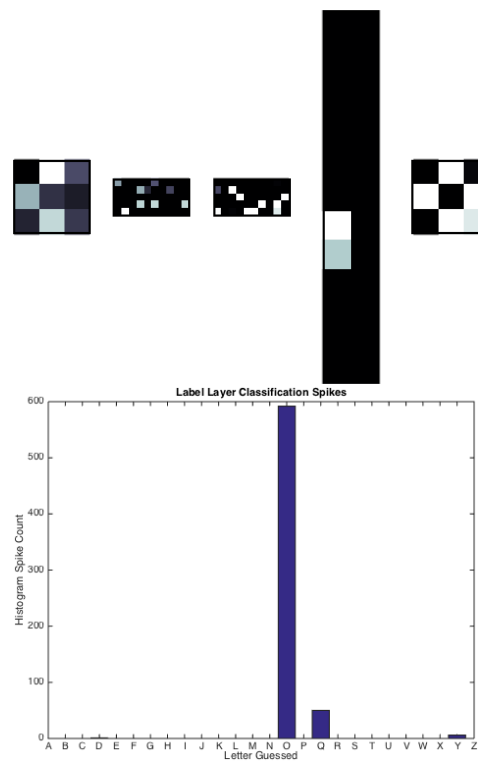 Label Layer Classification Spikes
600
500
400
300
200
100
0
Histogram Spike Count
A B C D E F G H I J K L M N O P Q R S T U V W X Y Z
Letter Guessed